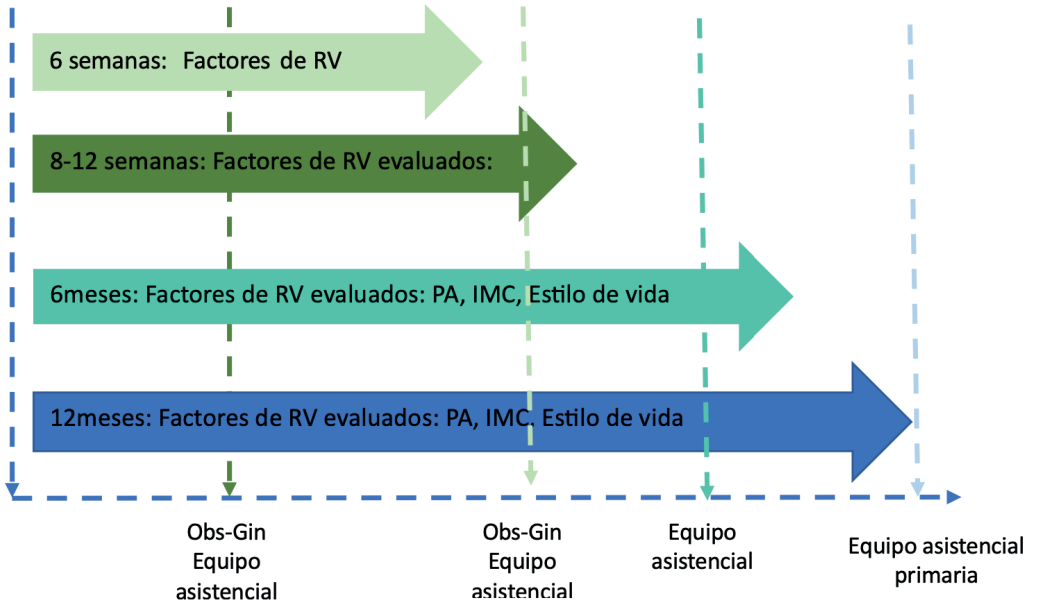 6 semanas: Factores de RV
8-12 semanas: Factores de RV evaluados:
6meses: Factores de RV evaluados: PA, IMC, Estilo de vida
12meses: Factores de RV evaluados: PA, IMC. Estilo de vida
Obs-Gin
Equipo
asistencial
Obs-Gin
Equipo
asistencial
Equipo
asistencial
Equipo asistencial
primaria